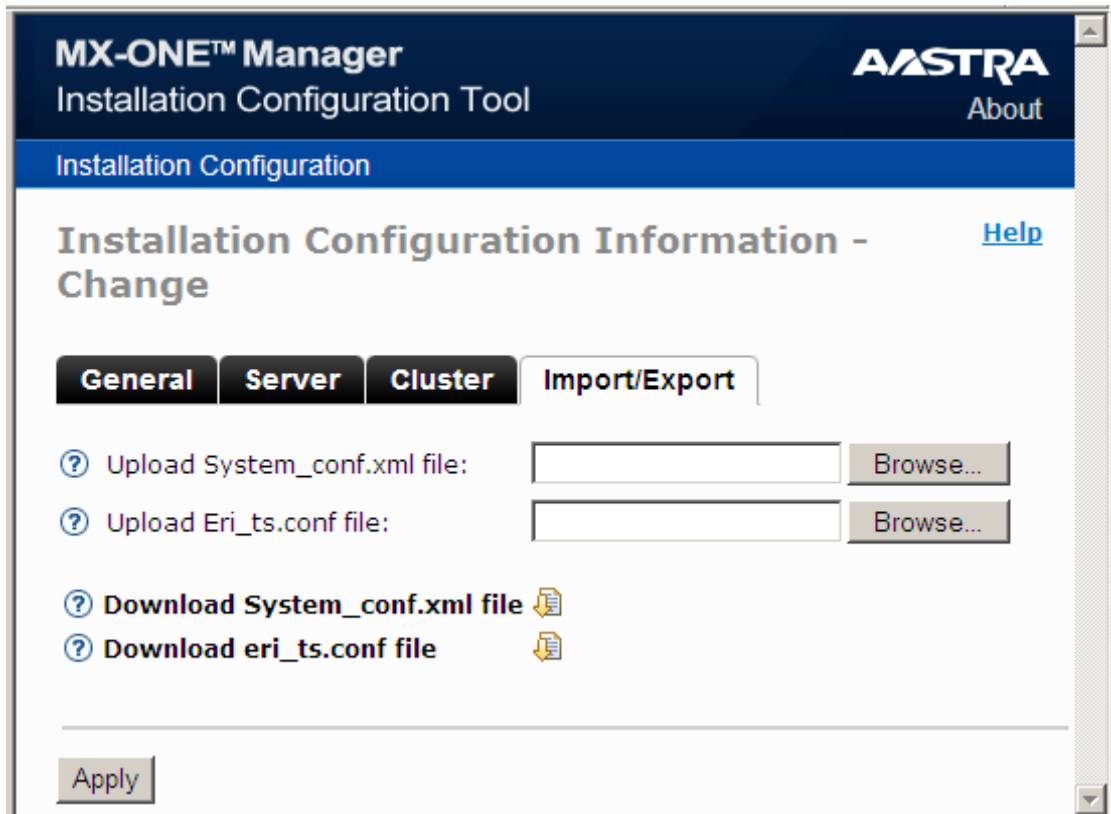 MX-ONE™ Manager
AASTRA
Installation Configuration Tool
About
Installation Configuration
Installation Configuration Information -
Change
Help
General Server Cluster Import/Export
? Upload System_conf.xml file: Browse...
? Upload Eri_ts.conf file: Browse...
? Download System_conf.xml file
? Download eri_ts.conf file
Apply